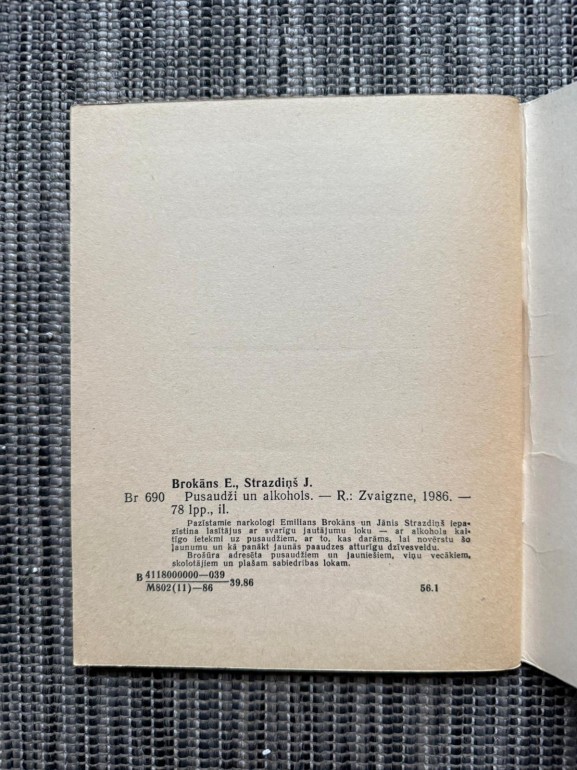 Brokāns E., Strazdiņš J.
Br 690 Pusaudži un alkohols. — R.: Zvaigzne, 1986. —
78 lpp., il.
Pazīstamie narkologi Emilians Brokāns un Jānis Strazdiņš iepa-
zīstina lasītājus ar svarīgu jautājumu loku — ar alkohola kai-
tīgo ietekmi uz pusaudžiem, ar to, kas darāms, lai novērstu šo
ļaunumu un kā panākt jaunās paaudzes atturīgu dzīvesveidu.
Brošūra adresēta pusaudžiem un jauniešiem, viņu vecākiem,
skolotājiem un plašam sabiedrības lokam.
B 4118000000—039
M802(11)—86 —39.86 56.1